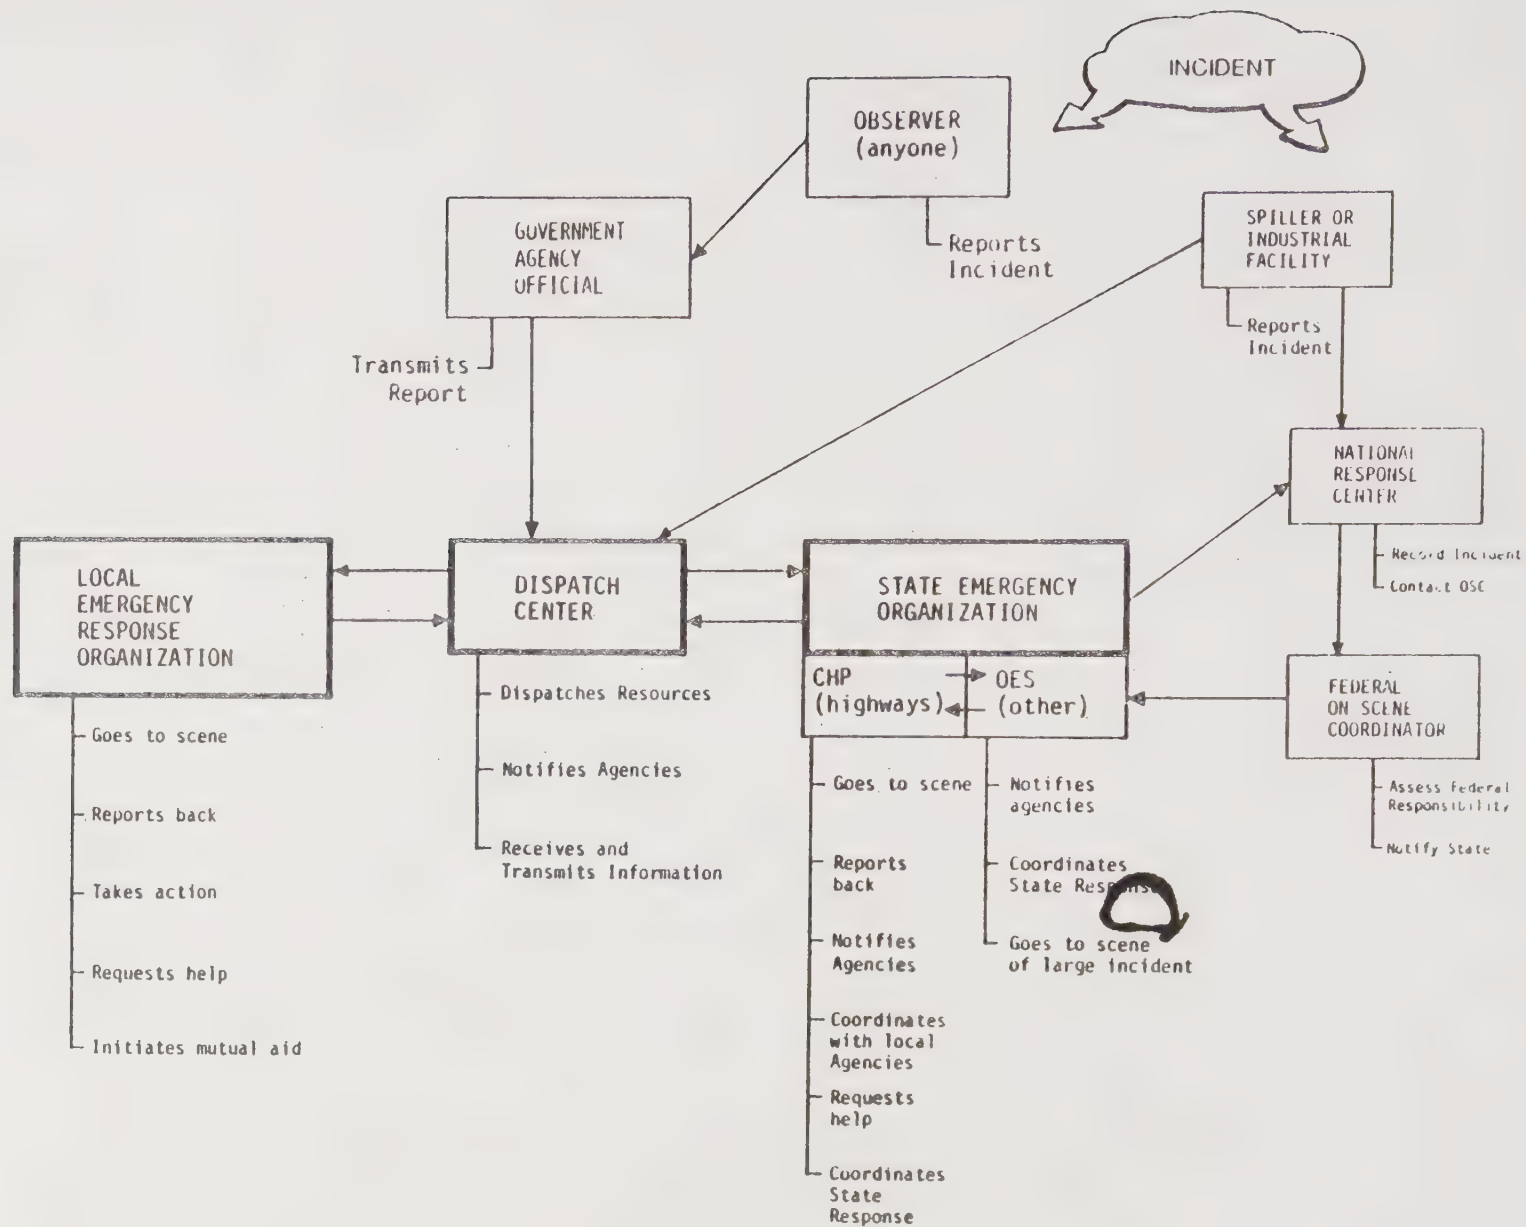 INCIDENT
OBSERVER
(anyone)
Reports
Incident
GOVERNMENT
AGENCY
OFFICIAL
Transmits
Report
SPILLER OR
INDUSTRIAL
FACILITY
Reports
Incident
NATIONAL
RESPONSE
CENTER
Record Incident
Contact OSC
LOCAL
EMERGENCY
RESPONSE
ORGANIZATION
Goes to scene
Reports back
Takes action
Requests help
Initiates mutual aid
DISPATCH
CENTER
Dispatches Resources
Notifies Agencies
Receives and
Transmits Information
STATE EMERGENCY
ORGANIZATION
CHP
(highways)
OES
(other)
Goes to scene
Reports
back
Notifies
Agencies
Coordinates
with local
Agencies
Requests
help
Coordinates
State
Response
Notifies
agencies
Coordinates
State Response
Goes to scene
of large incident
FEDERAL
ON SCENE
COORDINATOR
Assess Federal
Responsibility
Notify State